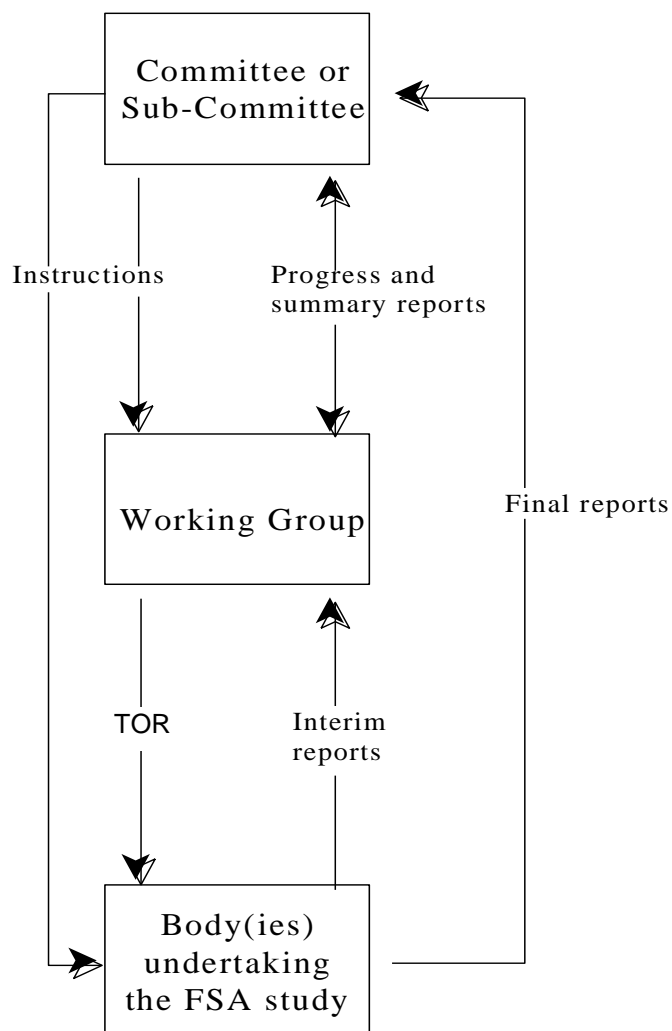 Committee or
Sub-Committee
Instructions
Progress and
summary reports
Working Group
Final reports
TOR
Interim
reports
Body(ies)
undertaking
the FSA study